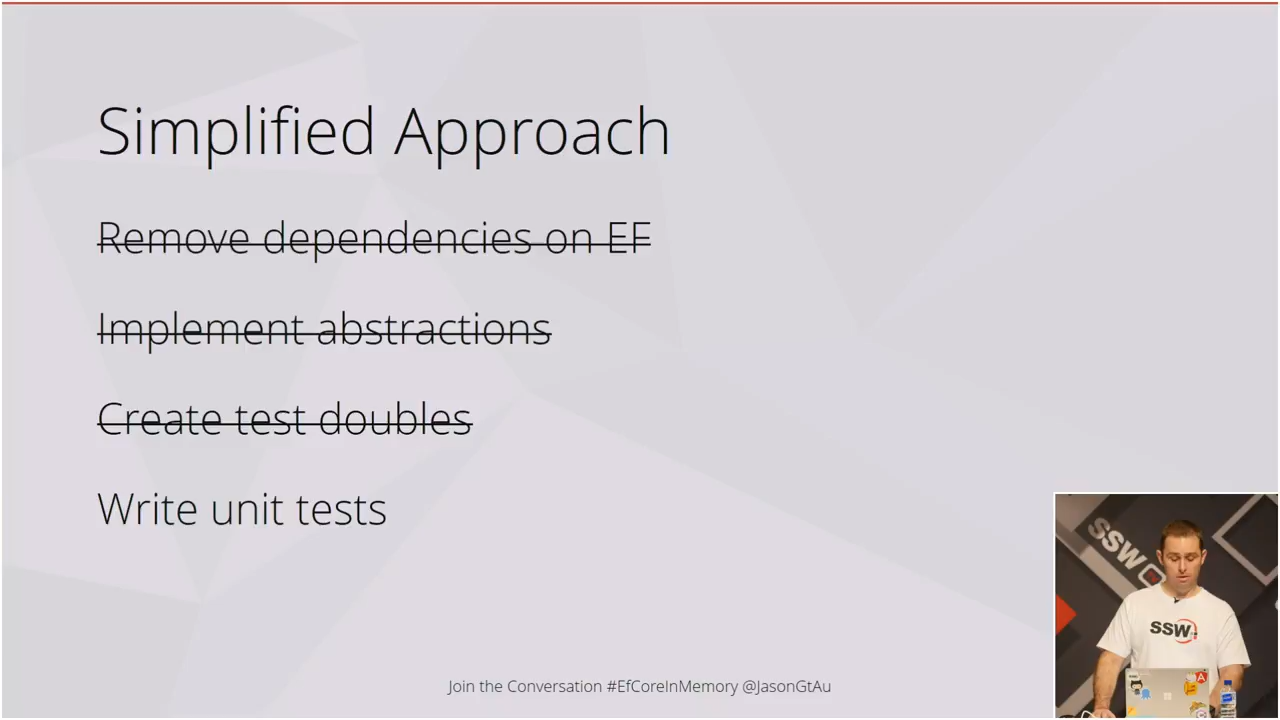 Simplified Approach
Remove dependencies on EF
Implement abstractions
Create test doubles
Write unit tests
SSW
SSW
Join the Conversation #EfCoreInMemory @JasonGtAu